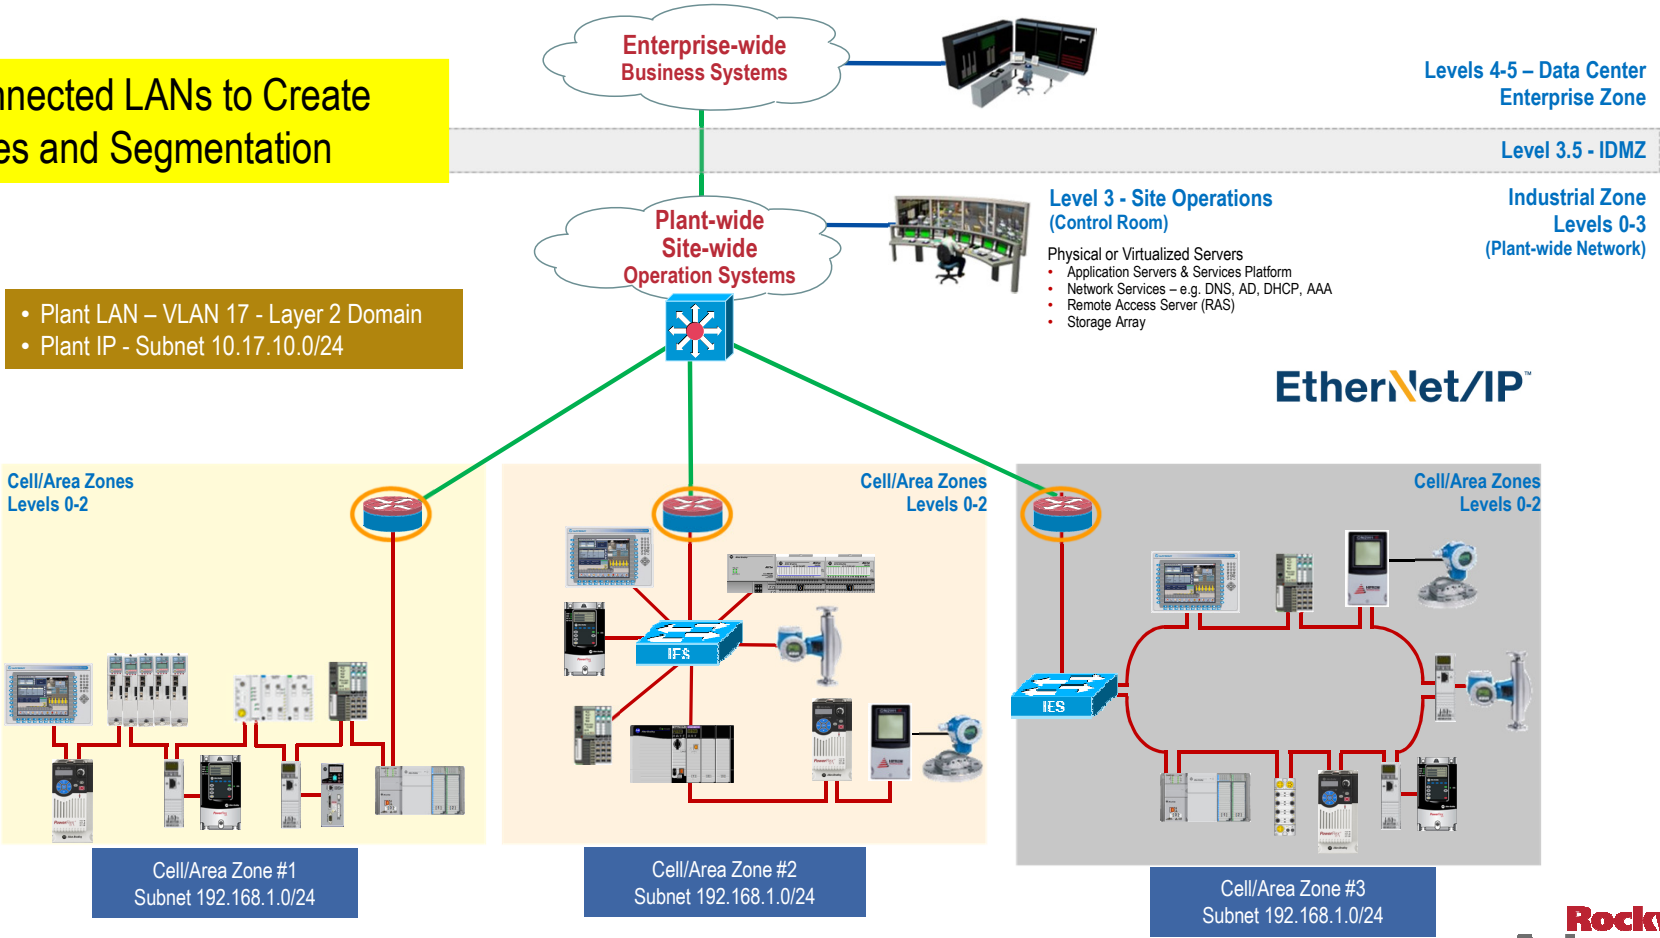 Enterprise-wide
Business Systems
Levels 4-5 – Data Center
Enterprise Zone
LANs to Create
and Segmentation
Level 3.5 - IDMZ
Plant-wide
Site-wide
Operation Systems
Level 3 - Site Operations
(Control Room)
Physical or Virtualized Servers
• Application Servers & Services Platform
• Network Services – e.g. DNS, AD, DHCP, AAA
• Remote Access Server (RAS)
• Storage Array
Industrial Zone
Levels 0-3
(Plant-wide Network)
• Plant LAN – VLAN 17 - Layer 2 Domain
• Plant IP - Subnet 10.17.10.0/24
EtherNet/IP™
Cell/Area Zones
Levels 0-2
Cell/Area Zones
Levels 0-2
Cell/Area Zones
Levels 0-2
IES
IES
Cell/Area Zone #1
Subnet 192.168.1.0/24
Cell/Area Zone #2
Subnet 192.168.1.0/24
Cell/Area Zone #3
Subnet 192.168.1.0/24